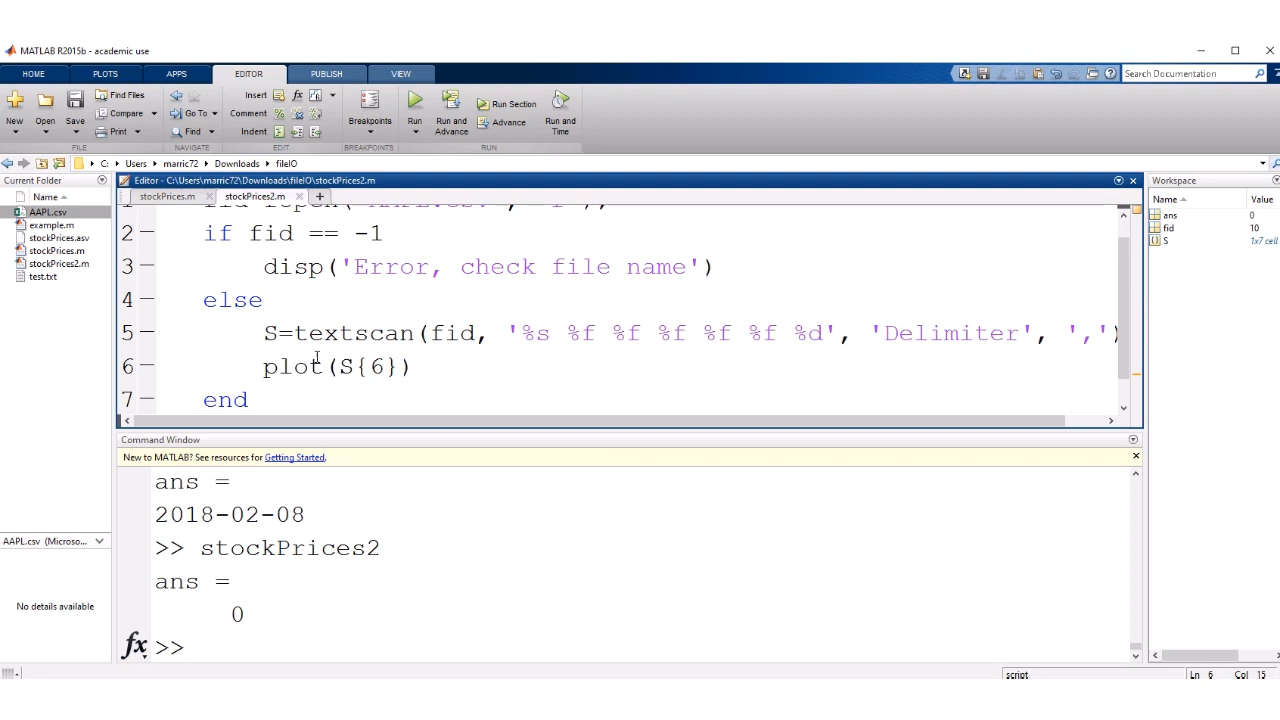 MATLAB R2015b - academic use
HOME PLOTS APPS EDITOR PUBLISH VIEW
Search Documentation
New Open Save Find Files Compare Print
Go To Find
Insert Comment Indent fx
Breakpoints
Run Run and Advance Run Section Advance Run and Time
FILE NAVIGATE EDIT BREAKPOINTS RUN
C: Users marric72 Downloads fileIO
Current Folder
Name
AAPL.csv
example.m
stockPrices.asv
stockPrices.m
stockPrices2.m
test.txt
AAPL.csv (Microso...
No details available
Editor - C:\Users\marric72\Downloads\fileIO\stockPrices2.m
stockPrices.m stockPrices2.m
2 if fid == -1
3 disp('Error, check file name')
4 else
5 S=textscan(fid, '%s %f %f %f %f %f %d', 'Delimiter', ',')
6 plot(S{6})
7 end
Command Window
New to MATLAB? See resources for Getting Started.
ans =
2018-02-08
>> stockPrices2
ans =
0
fx >>
Workspace
Name Value
ans 0
fid 10
S 1x7 cell
script Ln 6 Col 15